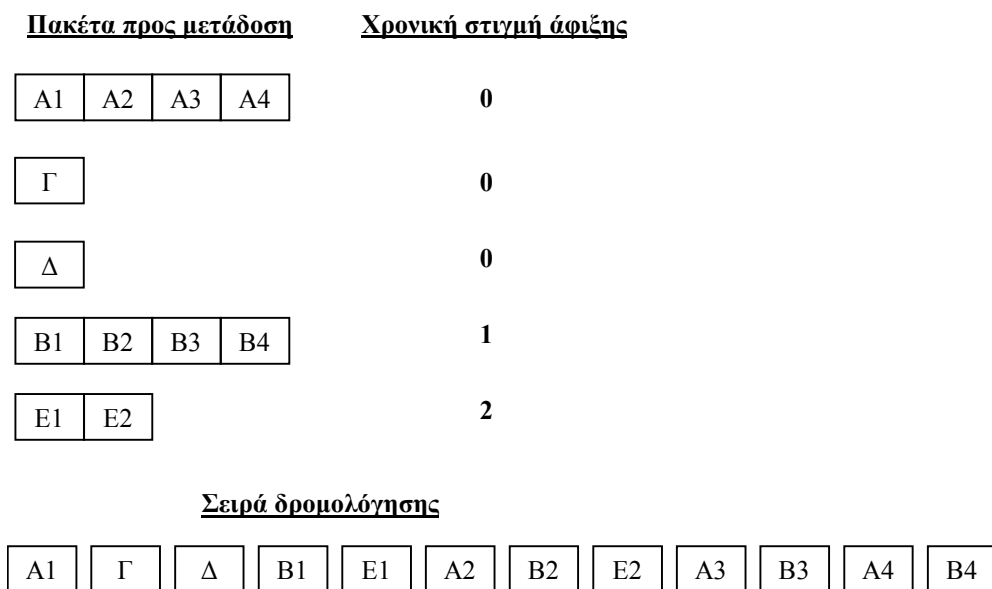 Πακέτα προς μετάδοση Χρονική στιγμή άφιξης
A1 A2 A3 A4 0
Γ 0
Δ 0
B1 B2 B3 B4 1
E1 E2 2
Σειρά δρομολόγησης
A1 Γ Δ B1 E1 A2 B2 E2 A3 B3 A4 B4